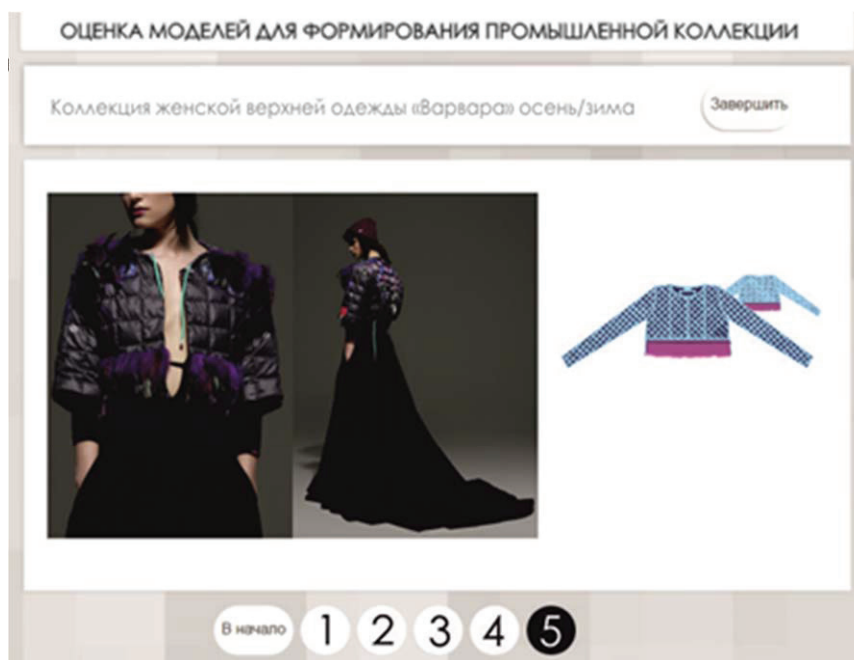 ОЦЕНКА МОДЕЛЕЙ ДЛЯ ФОРМИРОВАНИЯ ПРОМЫШЛЕННОЙ КОЛЛЕКЦИИ
Коллекция женской верхней одежды «Варвара» осень/зима
Завершить
В начало 1 2 3 4 5